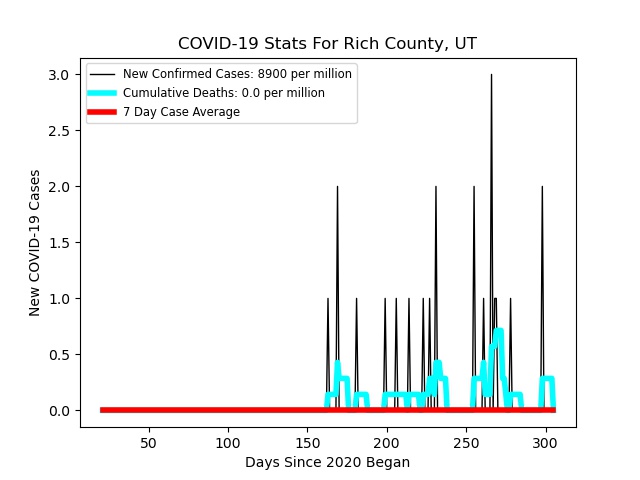 COVID-19 Stats For Rich County, UT
New Confirmed Cases: 8900 per million
Cumulative Deaths: 0.0 per million
7 Day Case Average
3.0
2.5
2.0
1.5
1.0
0.5
0.0
New COVID-19 Cases
50 100 150 200 250 300
Days Since 2020 Began